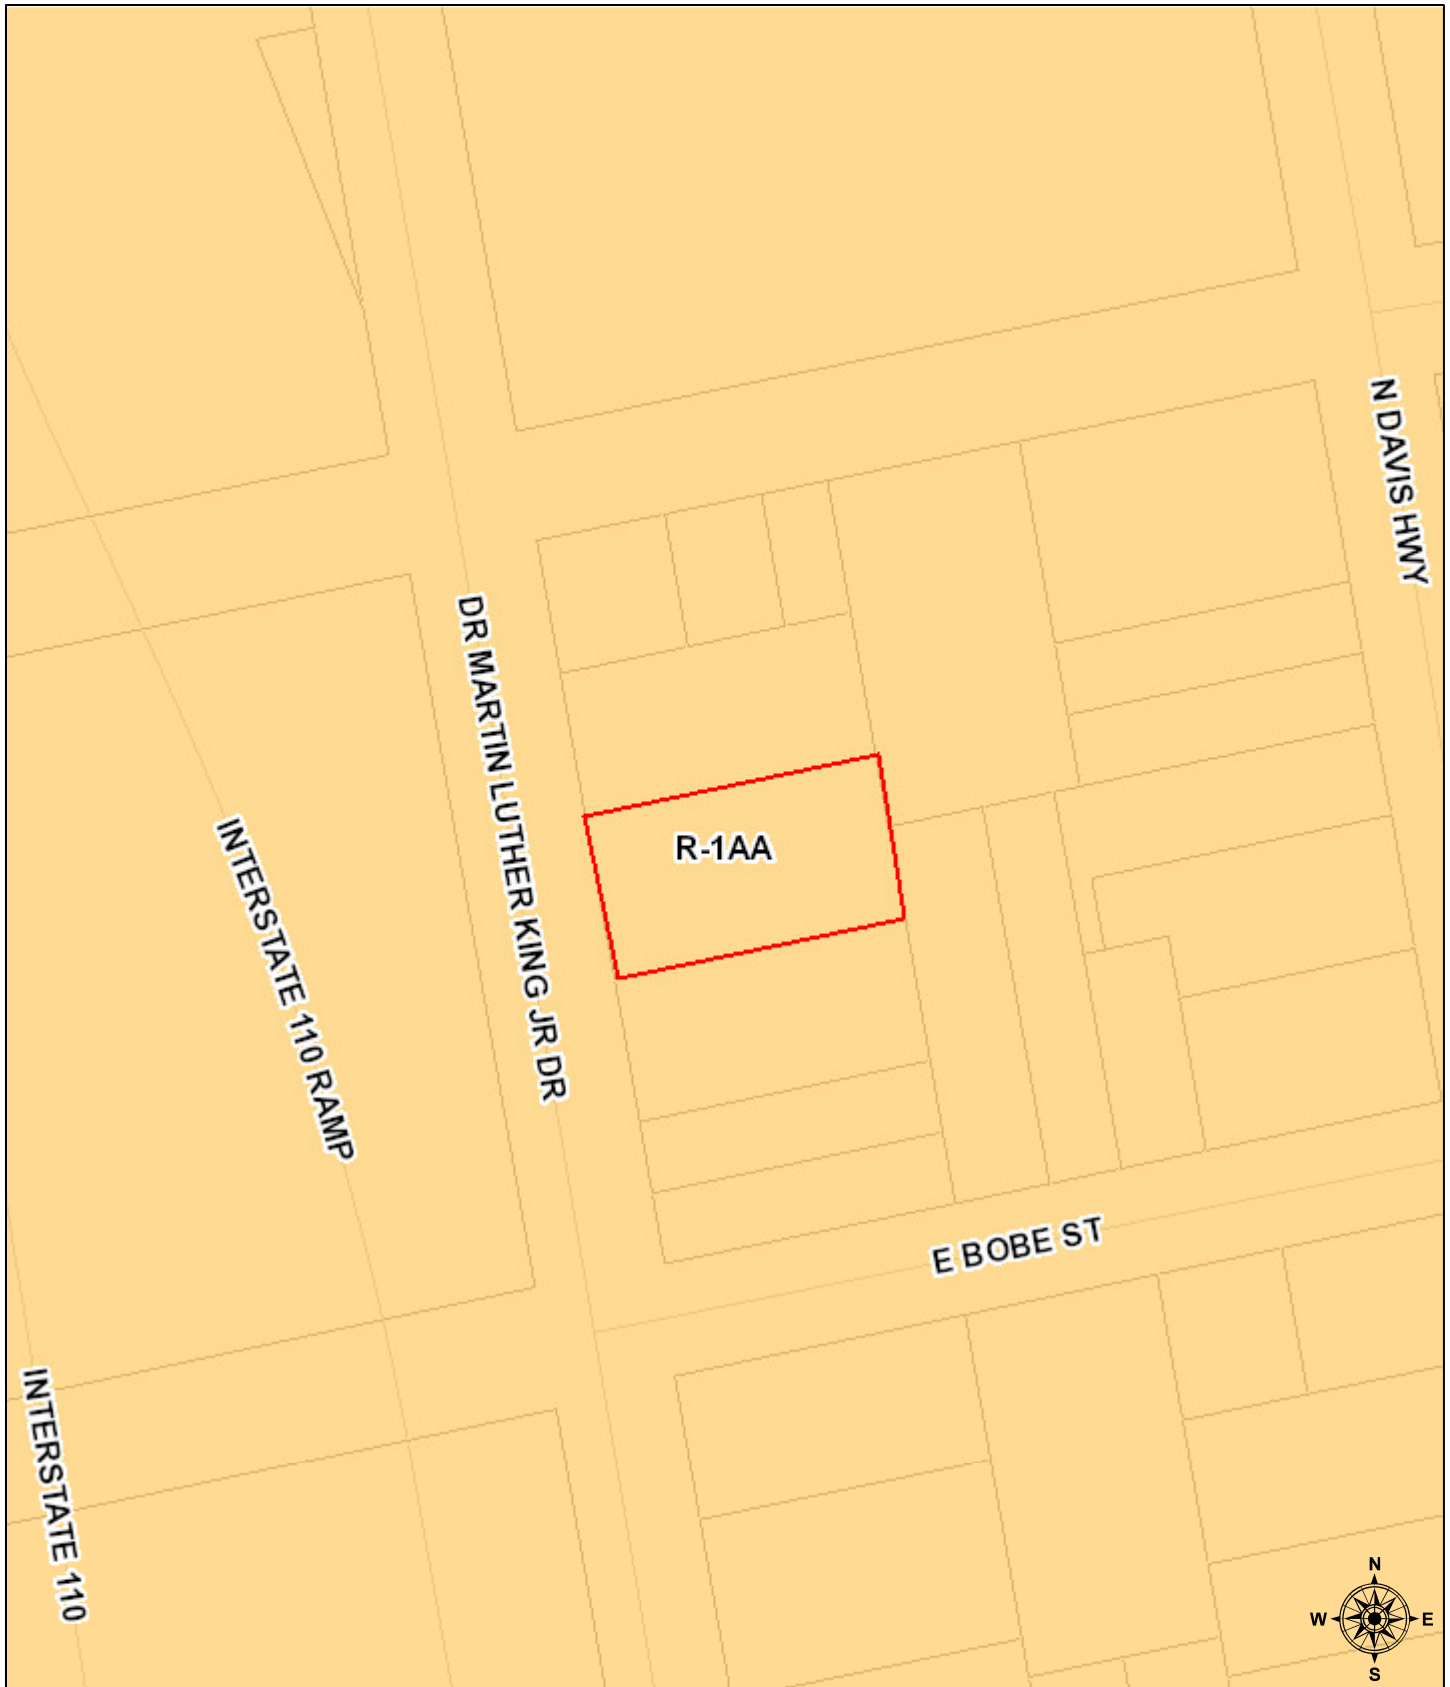 N DAVIS HWY
DR MARTIN LUTHER KING JR DR
R-1AA
INTERSTATE 110 RAMP
E BOBE ST
INTERSTATE 110
N
W E
S